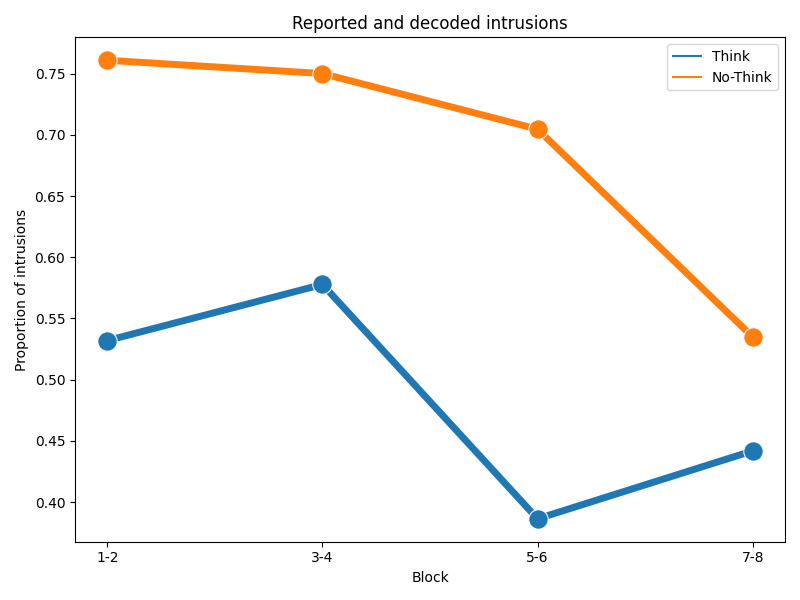 Reported and decoded intrusions
Think
No-Think
Proportion of intrusions
0.75
0.70
0.65
0.60
0.55
0.50
0.45
0.40
1-2
3-4
5-6
7-8
Block